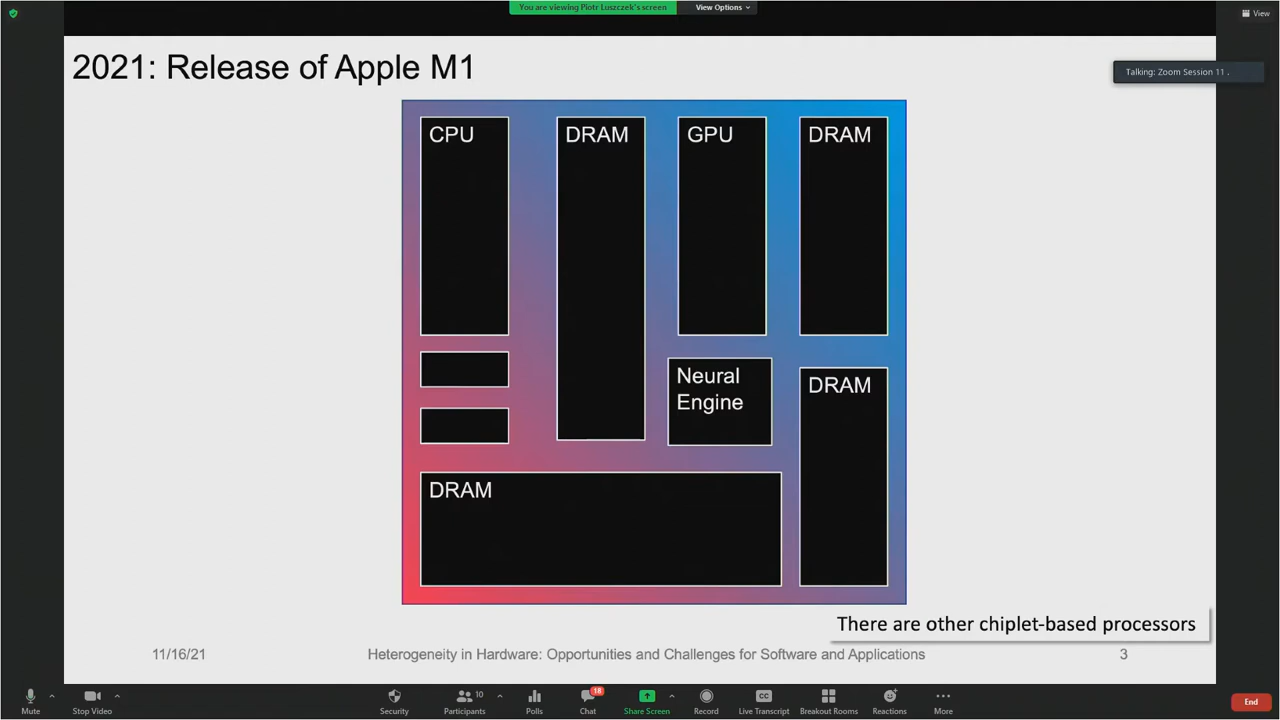 You are viewing Piotr Luszczek's screen
View Options
View
2021: Release of Apple M1
Talking: Zoom Session 11 .
CPU
DRAM
GPU
DRAM
Neural
Engine
DRAM
DRAM
There are other chiplet-based processors
11/16/21
Heterogeneity in Hardware: Opportunities and Challenges for Software and Applications
3
Mute
Stop Video
Security
Participants
10
Polls
Chat
18
Share Screen
Record
CC
Live Transcript
Breakout Rooms
Reactions
More
End